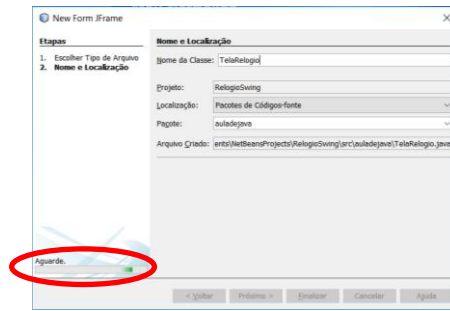 New Form JFrame
Etapas
1. Escolher Tipo de Arquivo
2. Nome e Localização
Nome e Localização
Nome da Classe: TelaRelogio
Projeto: RelogioSwing
Localização: Pacotes de Códigos-fonte
Pacote: auladejava
Arquivo Criado: ents\NetBeansProjects\RelogioSwing\src\auladejava\TelaRelogio.java
Aguarde.
< Voltar Próximo > Finalizar Cancelar Ajuda